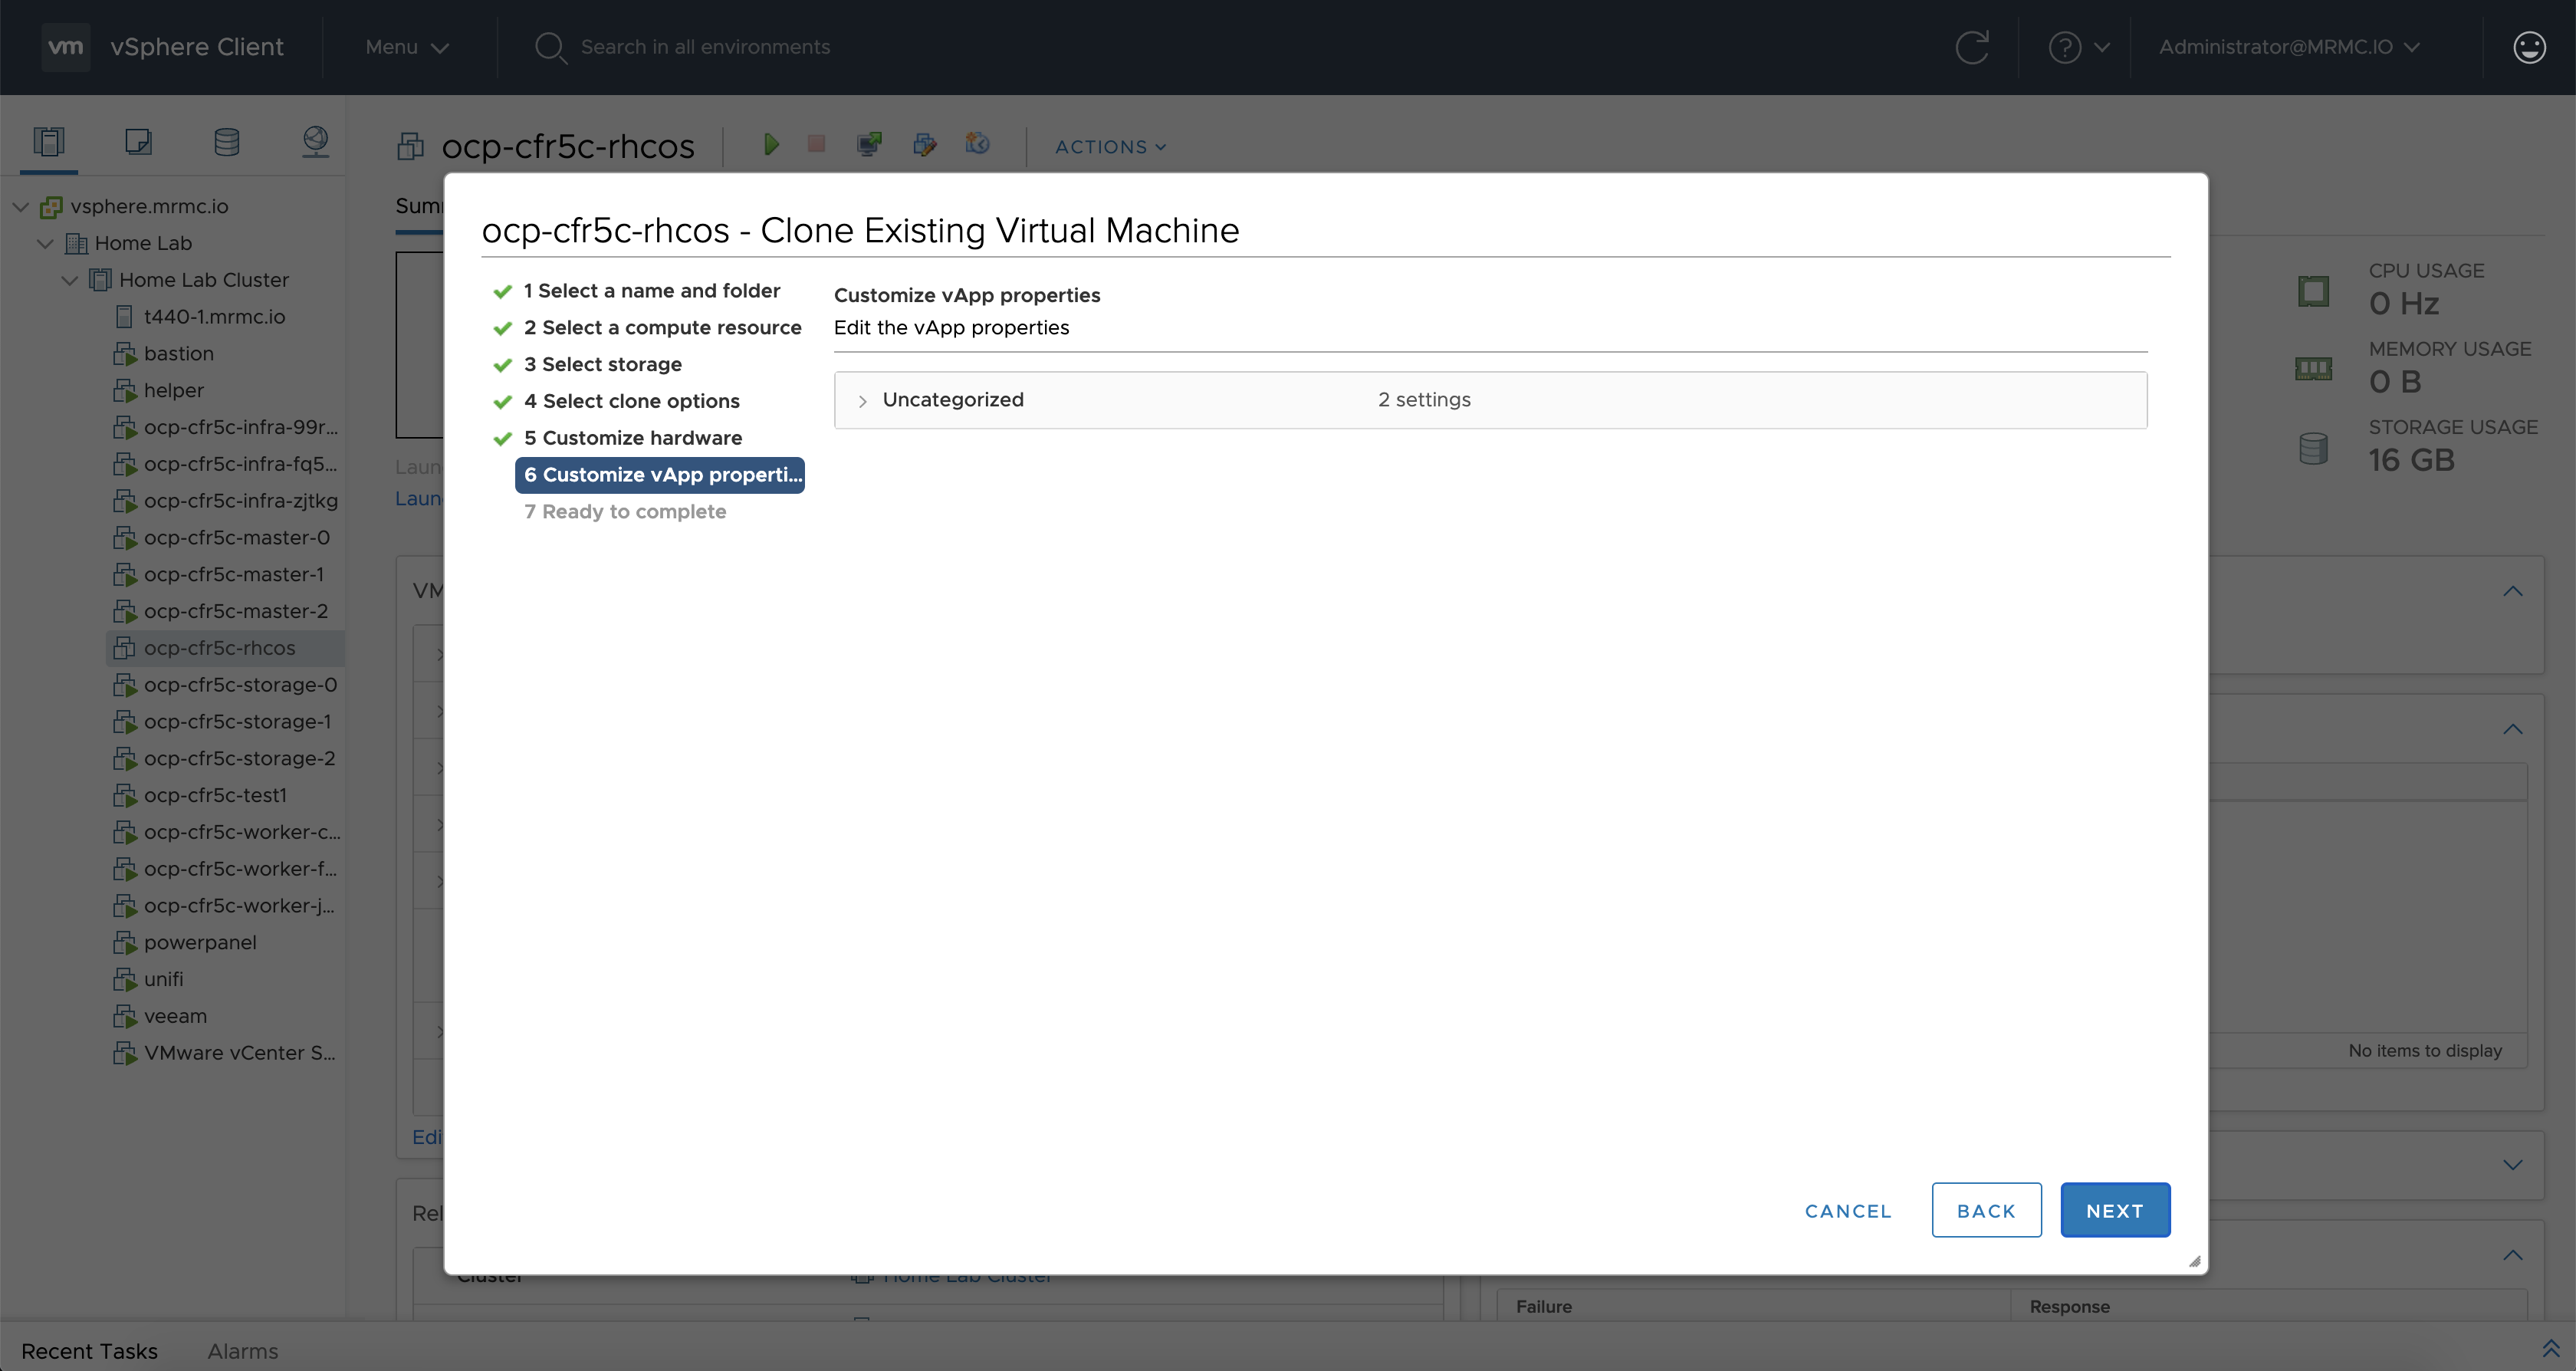 vm vSphere Client Menu Search in all environments Administrator@MRMC.IO
ocp-cfr5c-rhcos ACTIONS
vsphere.mrmc.io
Home Lab
Home Lab Cluster
t440-1.mrmc.io
bastion
helper
ocp-cfr5c-infra-99r...
ocp-cfr5c-infra-fq5...
ocp-cfr5c-infra-zjtkg
ocp-cfr5c-master-0
ocp-cfr5c-master-1
ocp-cfr5c-master-2
ocp-cfr5c-rhcos
ocp-cfr5c-storage-0
ocp-cfr5c-storage-1
ocp-cfr5c-storage-2
ocp-cfr5c-test1
ocp-cfr5c-worker-c...
ocp-cfr5c-worker-f...
ocp-cfr5c-worker-j...
powerpanel
unifi
veeam
VMware vCenter S...
ocp-cfr5c-rhcos - Clone Existing Virtual Machine
1 Select a name and folder
2 Select a compute resource
3 Select storage
4 Select clone options
5 Customize hardware
6 Customize vApp properti...
7 Ready to complete
Customize vApp properties
Edit the vApp properties
Uncategorized 2 settings
CANCEL BACK NEXT
CPU USAGE
0 Hz
MEMORY USAGE
0 B
STORAGE USAGE
16 GB
VM
No items to display
Cluster Home Lab Cluster
Failure Response
Recent Tasks Alarms